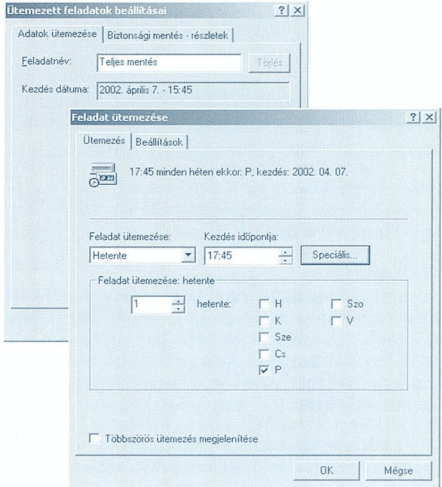 Ütemezett feladatok beállításai
Adatok ütemezése
Biztonsági mentés - részletek
Feladatnév:
Teljes mentés
Törlés
Kezdés dátuma:
2002. április 7. - 15:45
Feladat ütemezése
Ütemezés
Beállítások
17:45 minden héten ekkor: P, kezdés: 2002. 04. 07.
Feladat ütemezése:
Kezdés időpontja:
Hetente
17:45
Speciális...
Feladat ütemezése: hetente
1
hetente:
H
Szo
K
V
Sze
Cs
P
Többszörös ütemezés megjelenítése
OK
Mégse